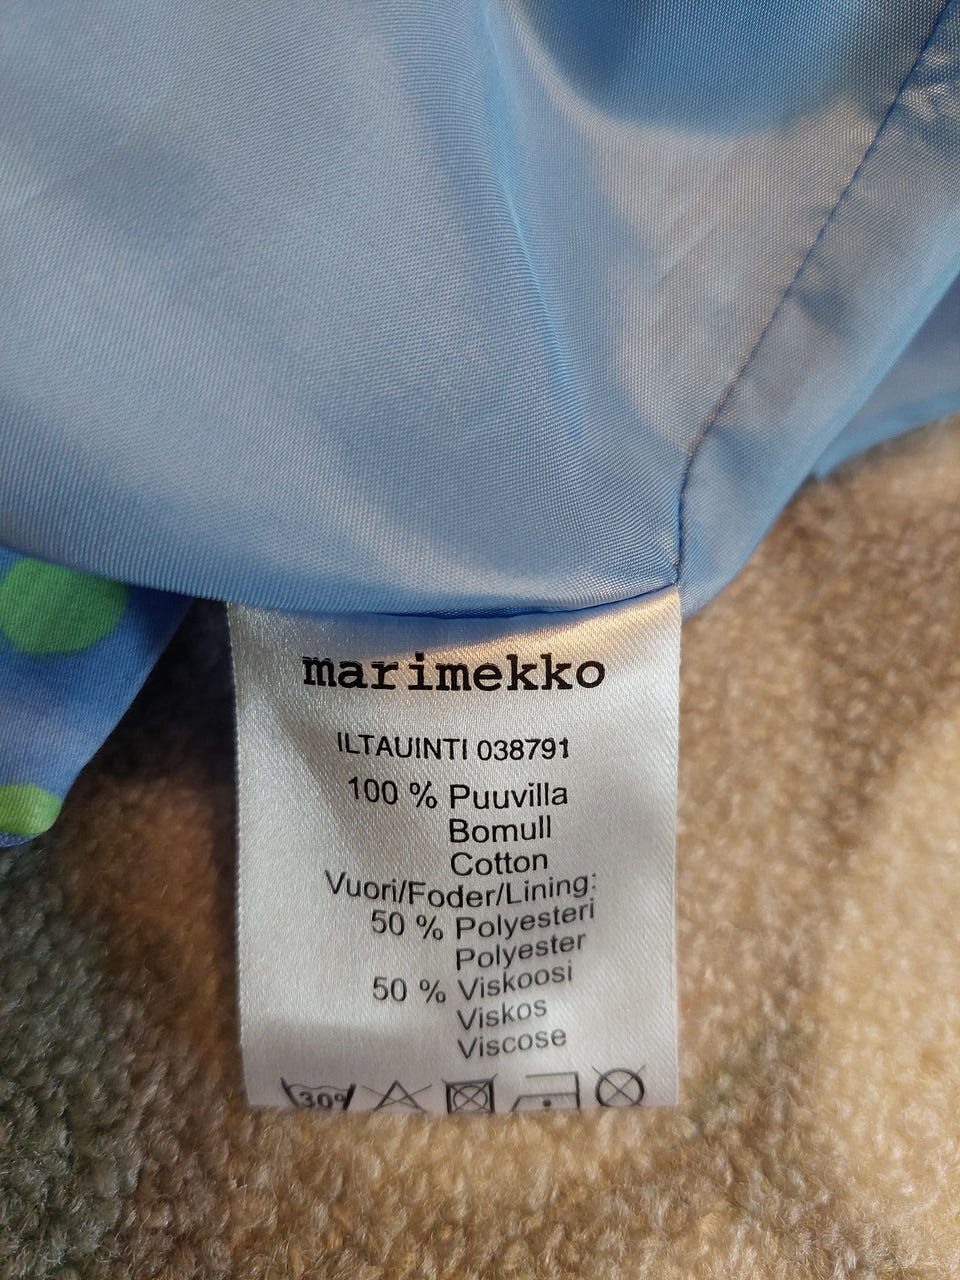 marimekko
ILTAUINTI 038791
100 % Puuvilla
Bomull
Cotton
Vuori/Foder/Lining:
50 % Polyesteri
Polyester
50 % Viskoosi
Viskos
Viscose
30°